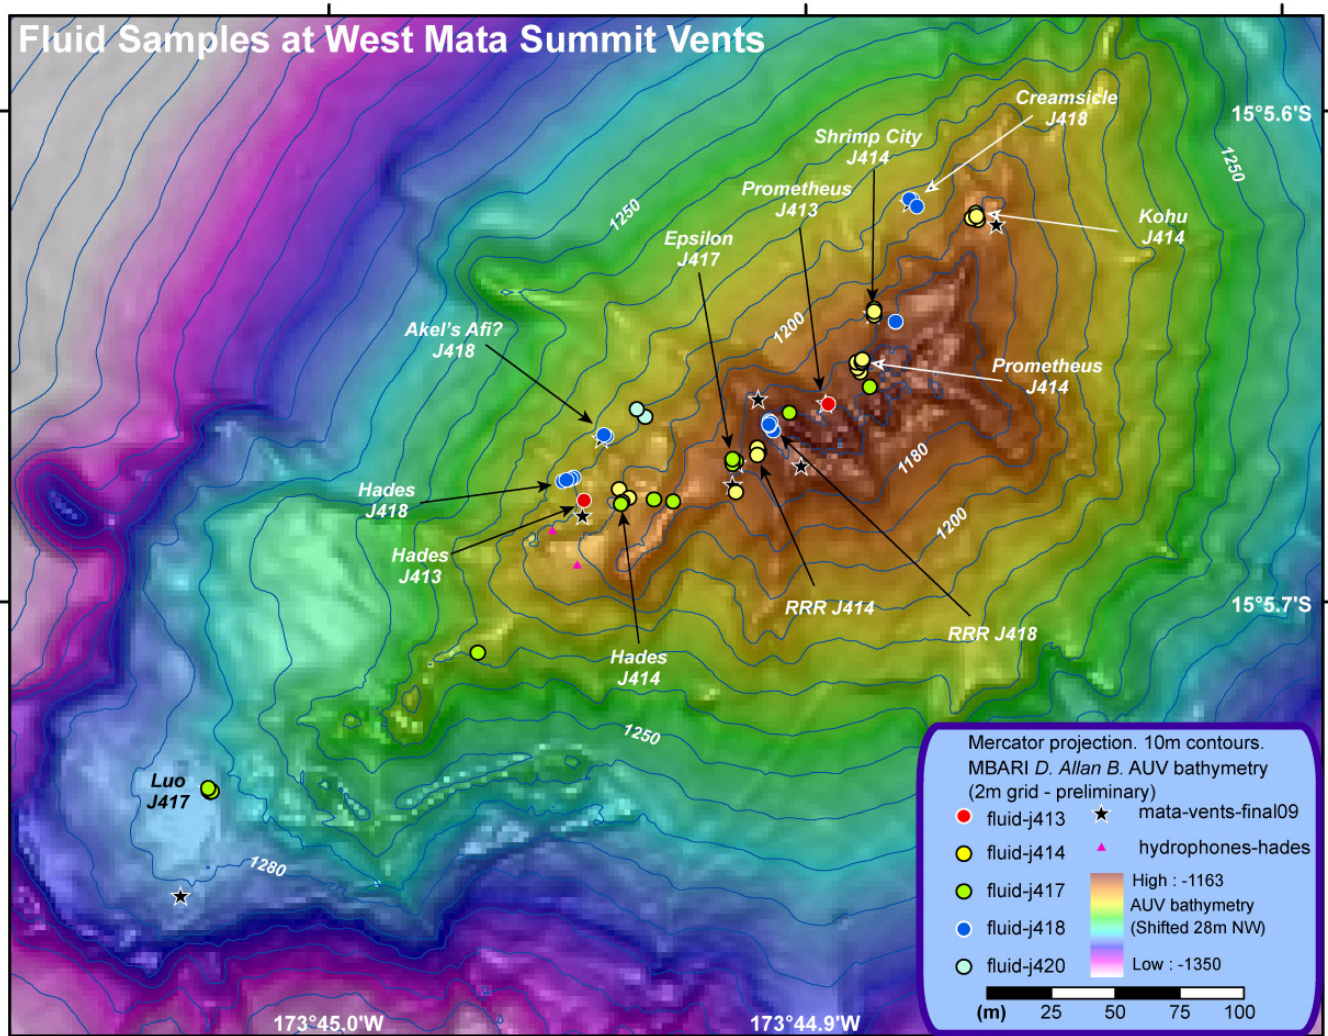 Fluid Samples at West Mata Summit Vents
Creamsicle
J418
15°5.6'S
Shrimp City
J414
1250
Prometheus
J413
1250
Kohu
J414
Epsilon
J417
Akel's Afi?
J418
1200
Prometheus
J414
1180
Hades
J418
1200
Hades
J413
RRR J414
15°5.7'S
RRR J418
Hades
J414
1250
Luo
J417
1280
Mercator projection. 10m contours.
MBARI D. Allan B. AUV bathymetry
(2m grid - preliminary)
fluid-j413
mata-vents-final09
fluid-j414
hydrophones-hades
fluid-j417
High : -1163
AUV bathymetry
(Shifted 28m NW)
fluid-j418
fluid-j420
Low : -1350
(m) 25 50 75 100
173°45.0'W
173°44.9'W